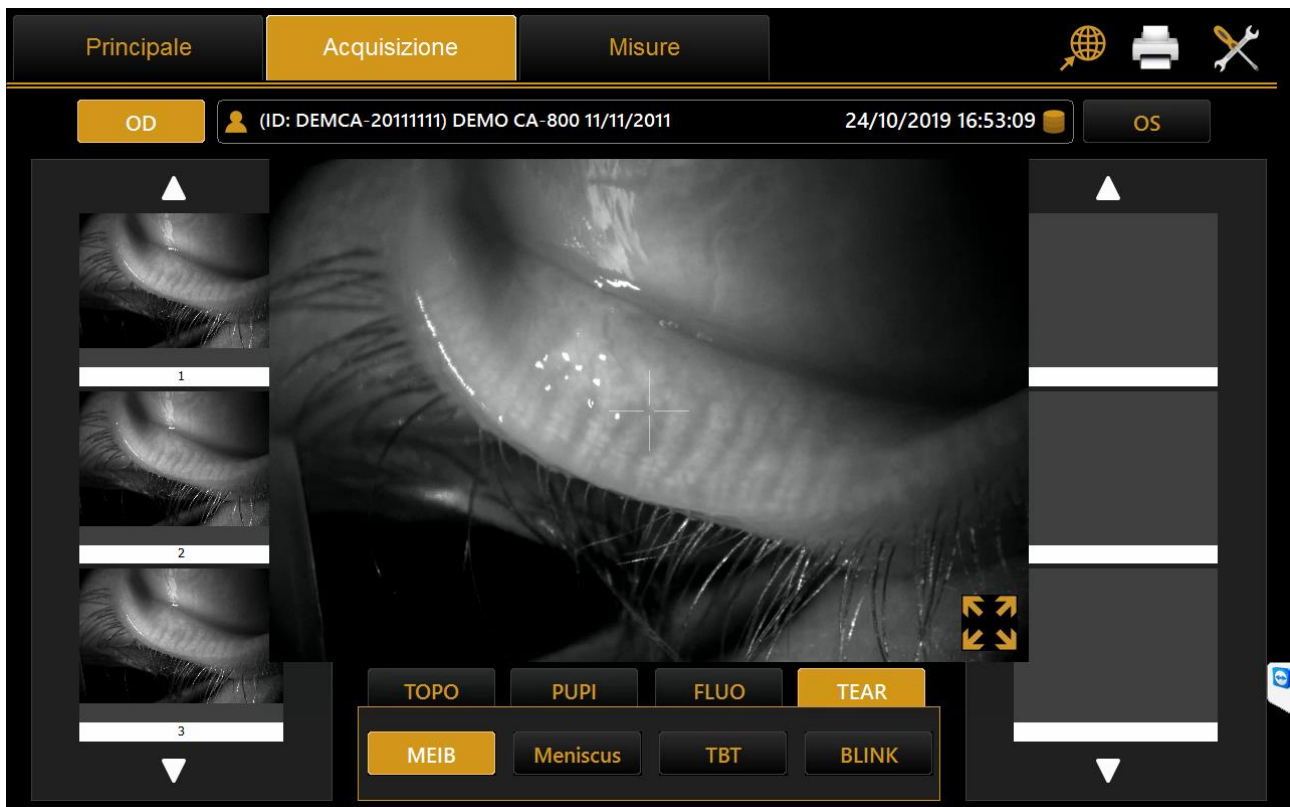 Principale
Acquisizione
Misure
OD
(ID: DEMCA-20111111) DEMO CA-800 11/11/2011
24/10/2019 16:53:09
OS
1
2
3
TOPO
PUPI
FLUO
TEAR
MEIB
Meniscus
TBT
BLINK